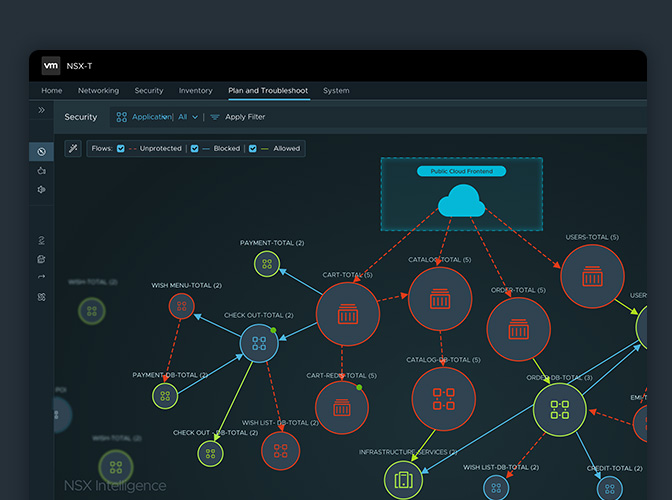 vm NSX-T
Home Networking Security Inventory Plan and Troubleshoot System
Security Application All Apply Filter
Flows: Unprotected Blocked Allowed
Public Cloud Frontend
USERS-TOTAL (5)
PAYMENT-TOTAL (2)
CATALOG-TOTAL (5)
CART-TOTAL (5)
WISH TOTAL (2)
WISH MENU-TOTAL (2)
ORDER-TOTAL (5)
USER
CHECK OUT-TOTAL (2)
CATALOG-DB-TOTAL (5)
PAYMENT-DB-TOTAL (2)
CART-REDIS-TOTAL (5)
ORDER-DB-TOTAL (3)
POI
EMI-T
WISH LIST- DB-TOTAL (2)
CHECK OUT - DB-TOTAL (2)
WISH-TOTAL (2)
INFRASTRUCTURE-SERVICES (2)
WISH LIST-DB-TOTAL (2)
CREDIT-TOTAL (2)
NSX Intelligence